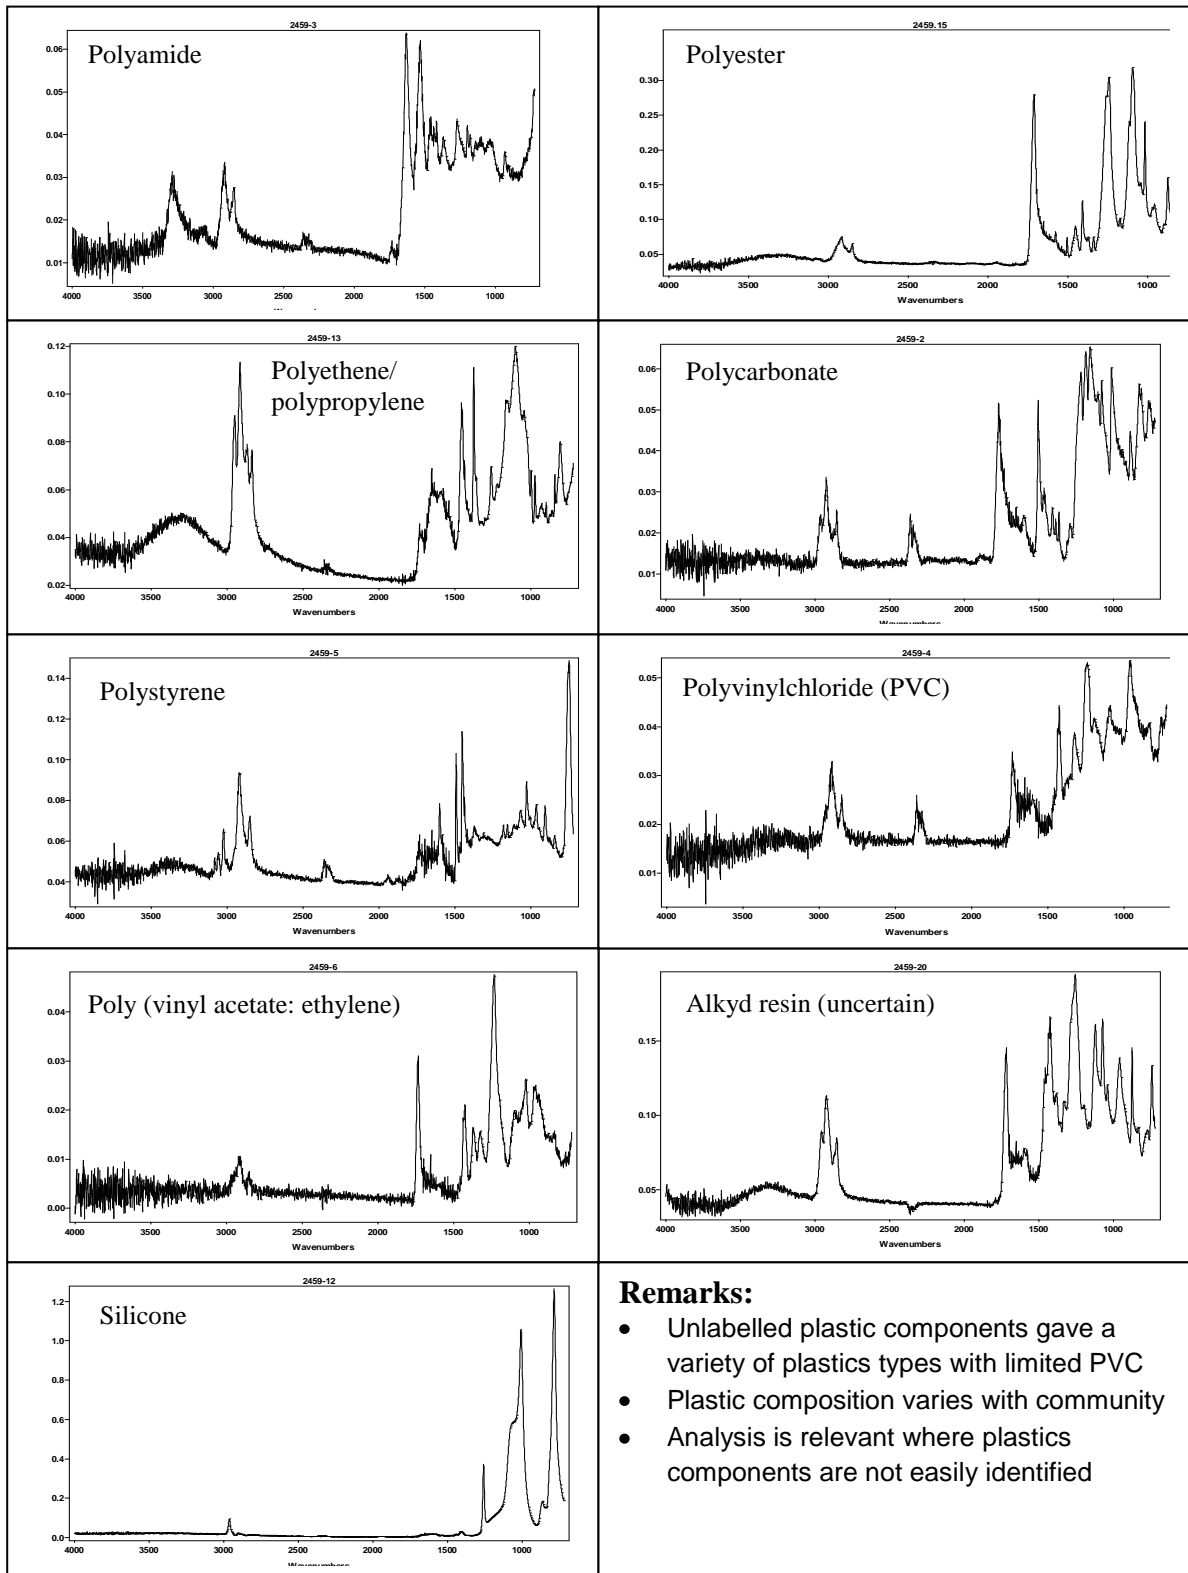 2459-3
Polyamide
0.06
0.05
0.04
0.03
0.02
0.01
4000 3500 3000 2500 2000 1500 1000
2459.15
Polyester
0.30
0.25
0.20
0.15
0.10
0.05
4000 3500 3000 2500 2000 1500 1000
Wavenumbers
2459-13
Polyethene/
polypropylene
0.12
0.10
0.08
0.06
0.04
0.02
4000 3500 3000 2500 2000 1500 1000
Wavenumbers
2459-2
Polycarbonate
0.06
0.05
0.04
0.03
0.02
0.01
4000 3500 3000 2500 2000 1500 1000
Wavenumbers
2459-5
Polystyrene
0.14
0.12
0.10
0.08
0.06
0.04
4000 3500 3000 2500 2000 1500 1000
Wavenumbers
2459-4
Polyvinylchloride (PVC)
0.05
0.04
0.03
0.02
0.01
4000 3500 3000 2500 2000 1500 1000
Wavenumbers
2459-6
Poly (vinyl acetate: ethylene)
0.04
0.03
0.02
0.01
0.00
4000 3500 3000 2500 2000 1500 1000
Wavenumbers
2459-20
Alkyd resin (uncertain)
0.15
0.10
0.05
4000 3500 3000 2500 2000 1500 1000
Wavenumbers
2459-12
Silicone
1.2
1.0
0.8
0.6
0.4
0.2
0.0
4000 3500 3000 2500 2000 1500 1000
Wavenumbers
Remarks:
• Unlabelled plastic components gave a
variety of plastics types with limited PVC
• Plastic composition varies with community
• Analysis is relevant where plastics
components are not easily identified